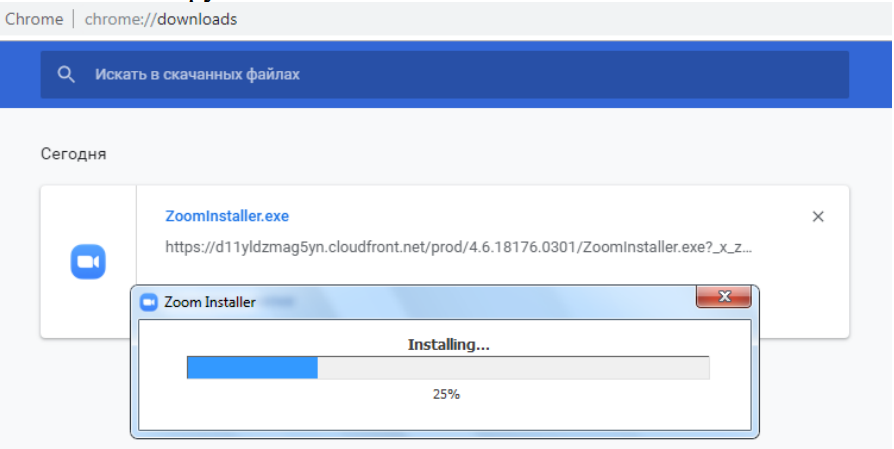 Chrome | chrome://downloads
Искать в скачанных файлах
Сегодня
ZoomInstaller.exe
https://d11yldzmag5yn.cloudfront.net/prod/4.6.18176.0301/ZoomInstaller.exe?_x_z...
Zoom Installer
Installing...
25%